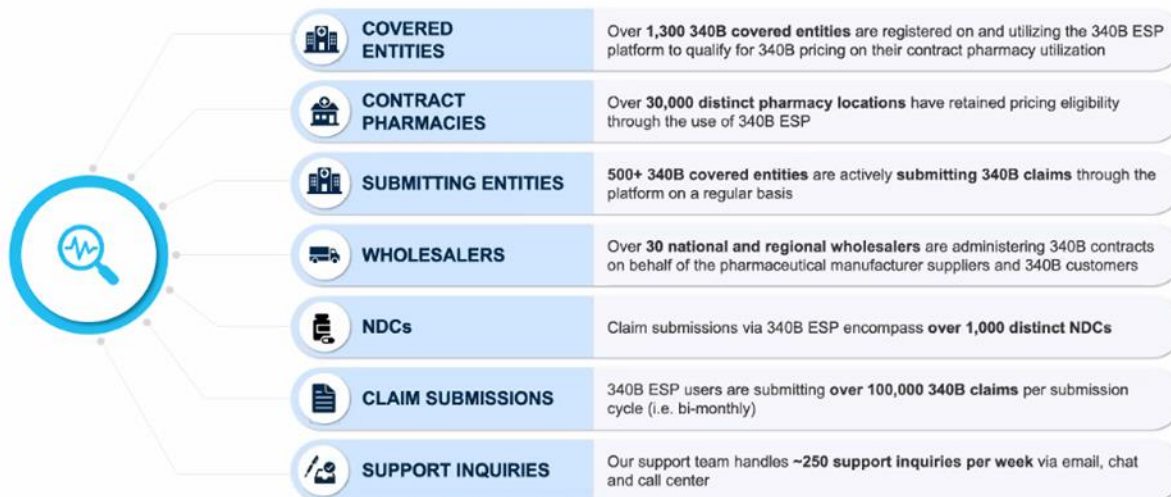 COVERED
ENTITIES
Over 1,300 340B covered entities are registered on and utilizing the 340B ESP
platform to qualify for 340B pricing on their contract pharmacy utilization
CONTRACT
PHARMACIES
Over 30,000 distinct pharmacy locations have retained pricing eligibility
through the use of 340B ESP
SUBMITTING ENTITIES
500+ 340B covered entities are actively submitting 340B claims through the
platform on a regular basis
WHOLESALERS
Over 30 national and regional wholesalers are administering 340B contracts
on behalf of the pharmaceutical manufacturer suppliers and 340B customers
NDCs
Claim submissions via 340B ESP encompass over 1,000 distinct NDCs
CLAIM SUBMISSIONS
340B ESP users are submitting over 100,000 340B claims per submission
cycle (i.e. bi-monthly)
SUPPORT INQUIRIES
Our support team handles ~250 support inquiries per week via email, chat
and call center